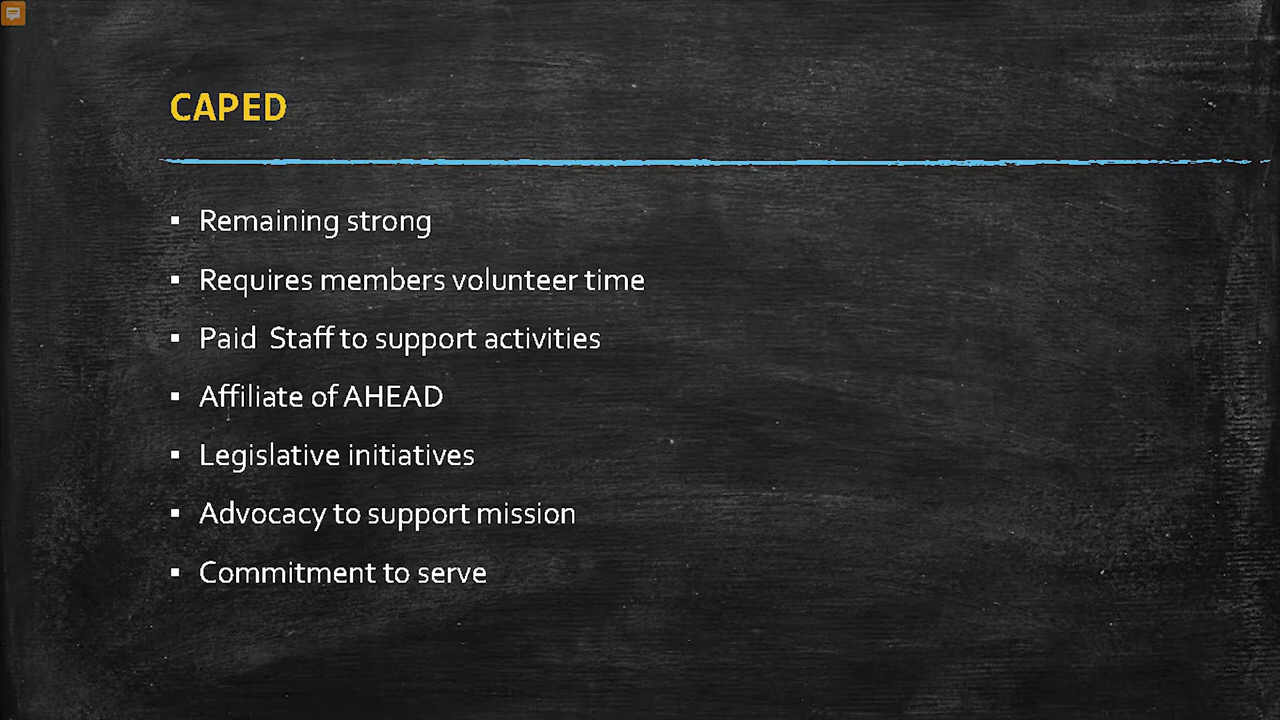 CAPED
▪ Remaining strong
▪ Requires members volunteer time
▪ Paid  Staff to support activities
▪ Affiliate of AHEAD
▪ Legislative initiatives
▪ Advocacy to support mission
▪ Commitment to serve